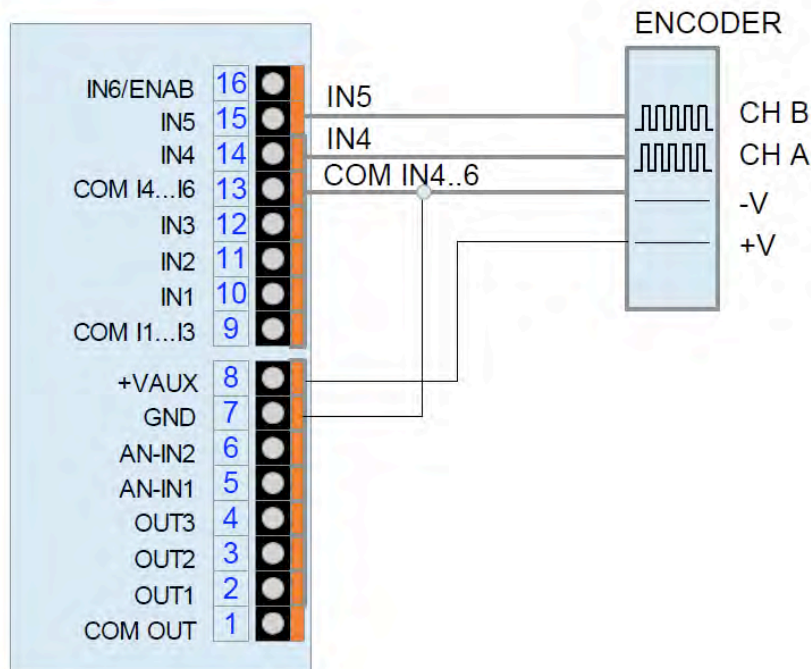 ENCODER
IN6/ENAB 16
IN5 15 IN5 CH B
IN4 14 IN4 CH A
COM I4...I6 13 COM IN4..6 -V
IN3 12
IN2 11 +V
IN1 10
COM I1...I3 9
+VAUX 8
GND 7
AN-IN2 6
AN-IN1 5
OUT3 4
OUT2 3
OUT1 2
COM OUT 1